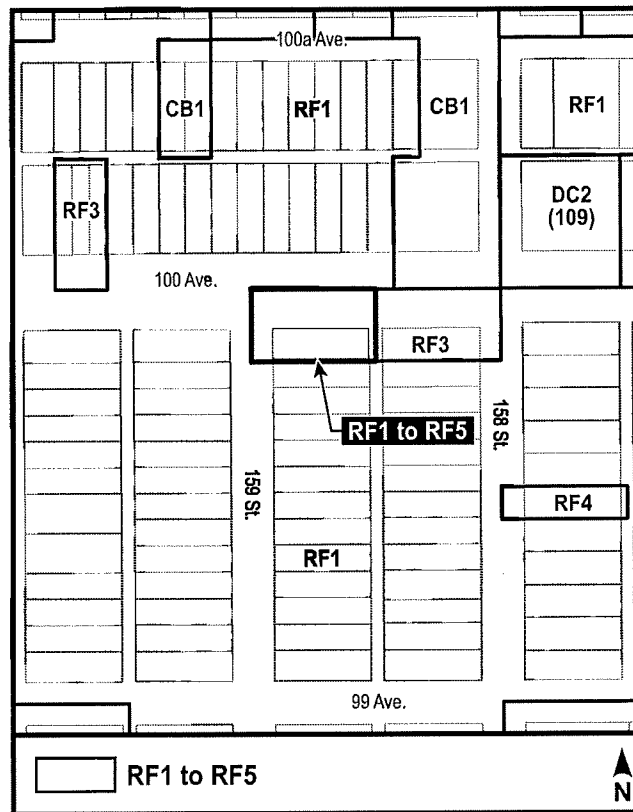 100a Ave.
CB1
RF1
CB1
RF1
RF3
DC2
(109)
100 Ave.
RF3
RF1 to RF5
158 St.
159 St.
RF4
RF1
99 Ave.
RF1 to RF5
N